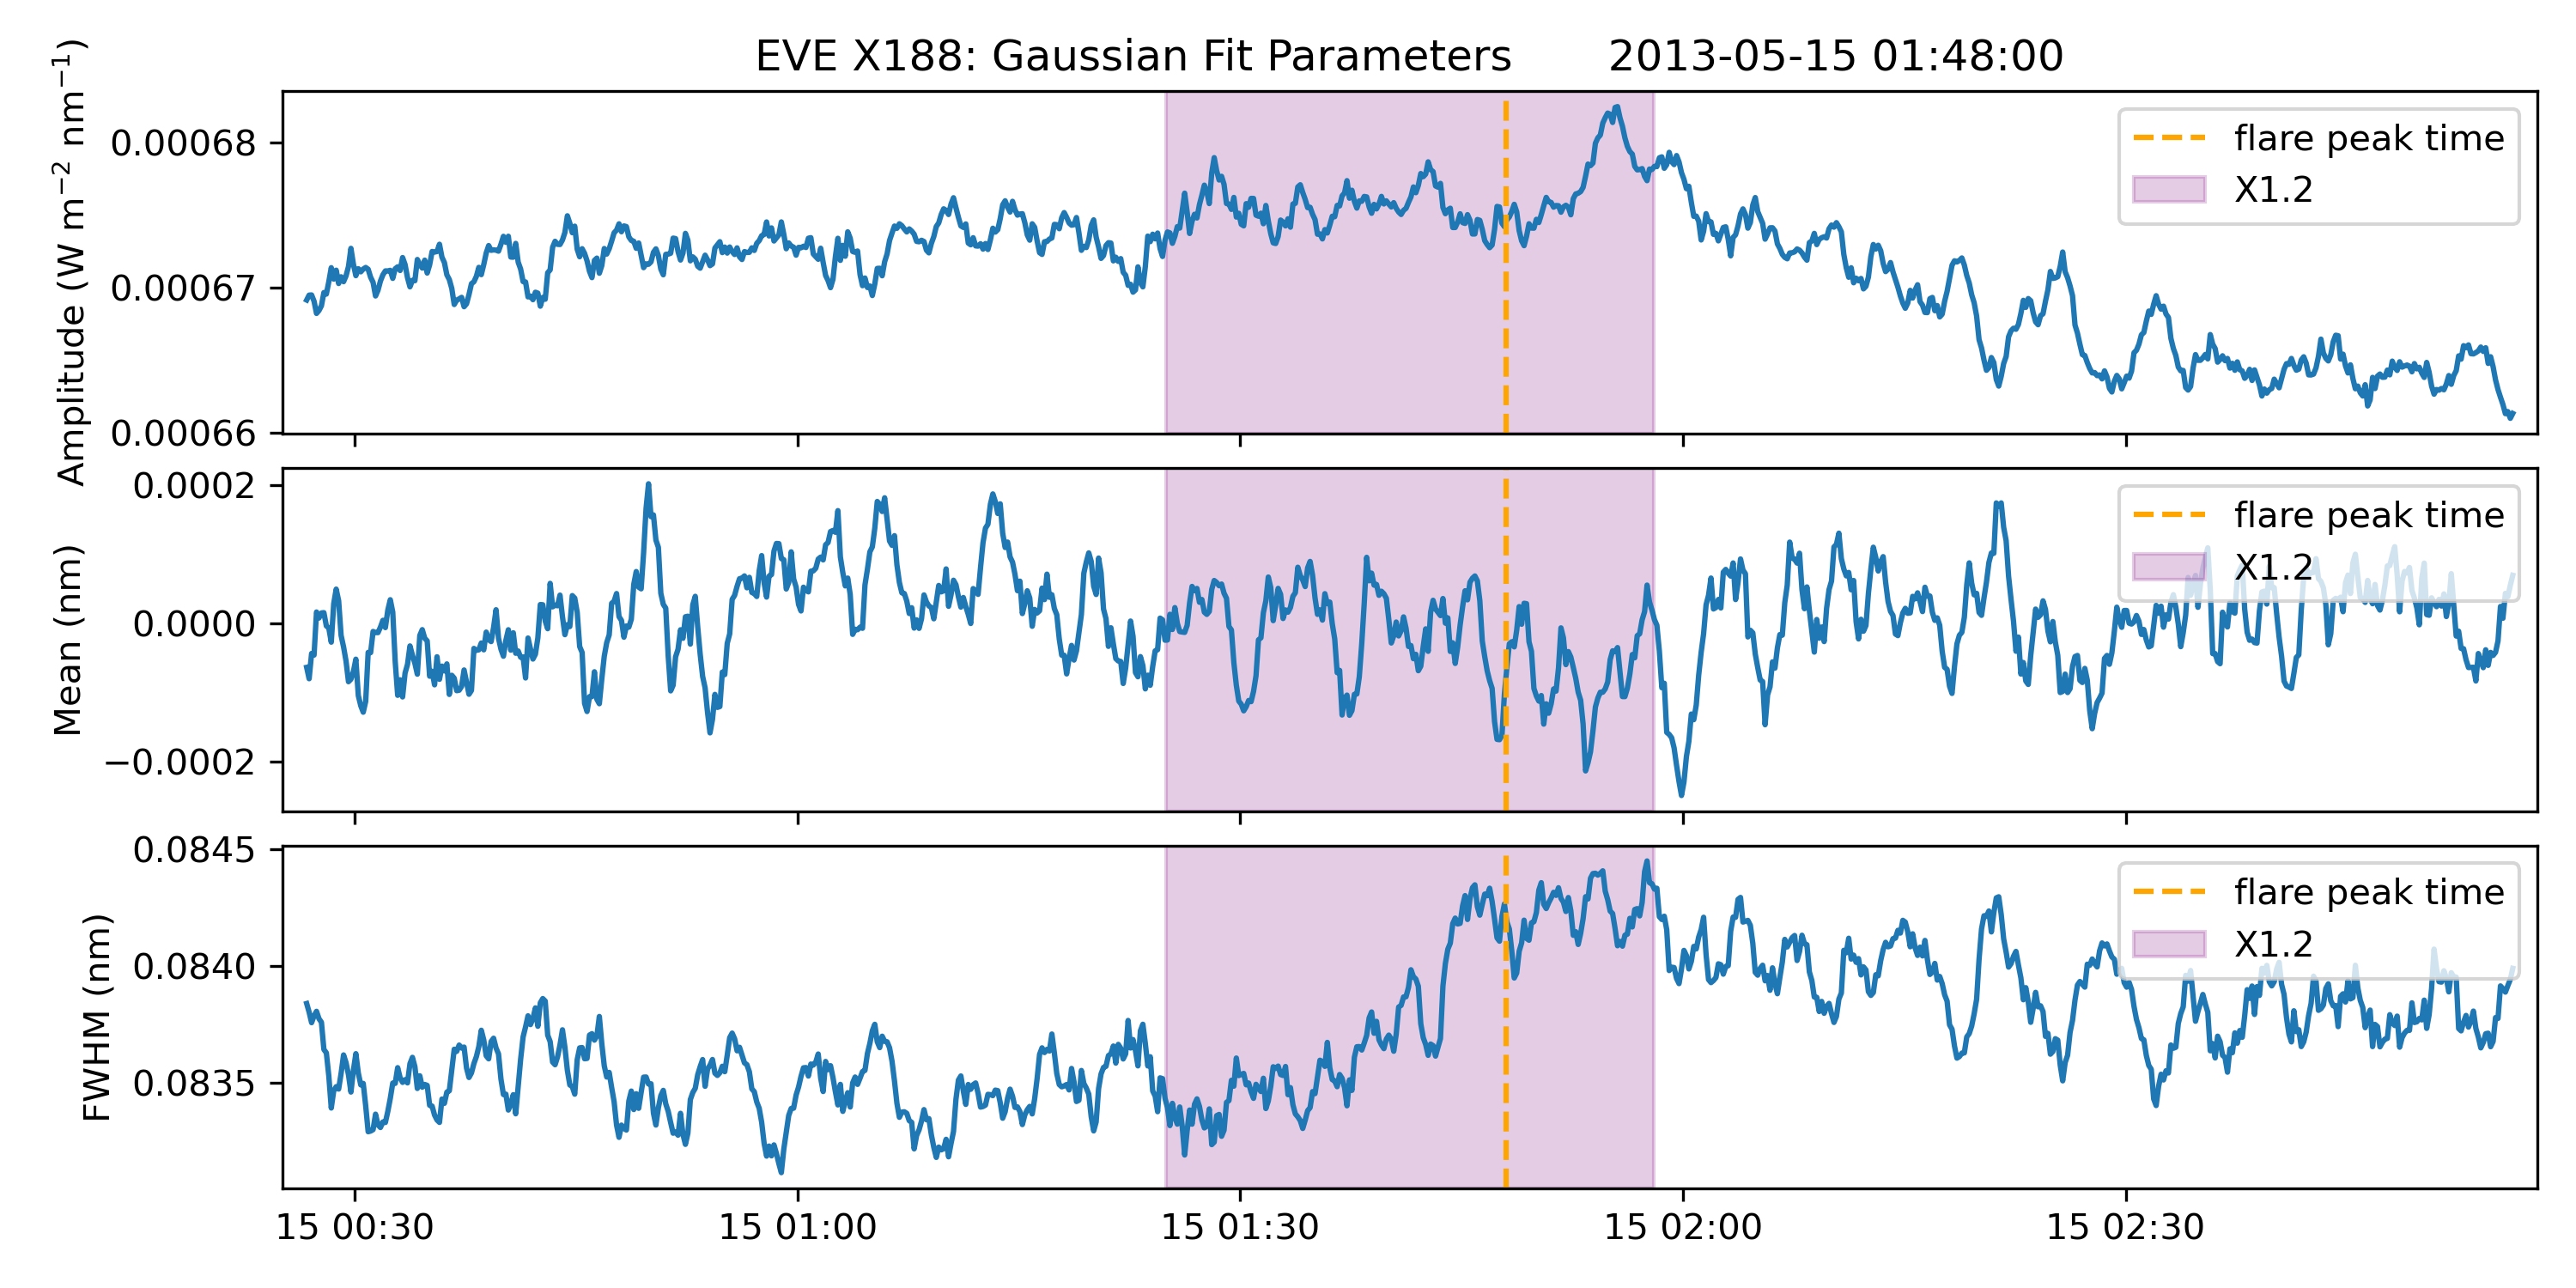 EVE X188: Gaussian Fit Parameters 2013-05-15 01:48:00
Amplitude (W m⁻² nm⁻¹)
0.00068
0.00067
0.00066
flare peak time
X1.2
Mean (nm)
0.0002
0.0000
−0.0002
flare peak time
X1.2
FWHM (nm)
0.0845
0.0840
0.0835
flare peak time
X1.2
15 00:30 15 01:00 15 01:30 15 02:00 15 02:30